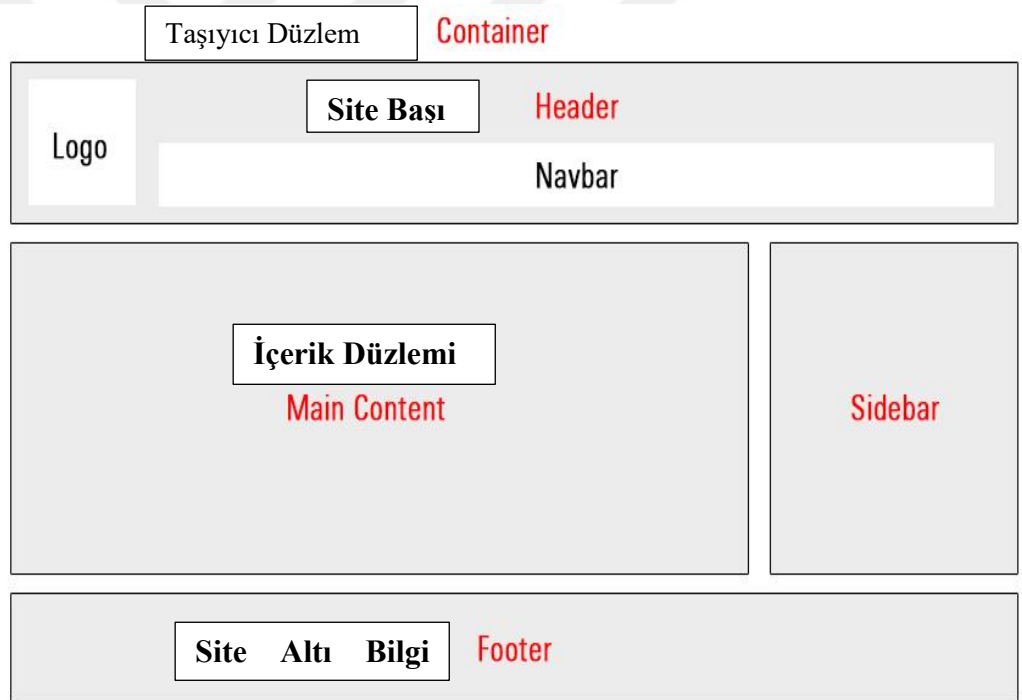 Taşıyıcı Düzlem Container
Site Başı Header
Logo
Navbar
İçerik Düzlemi
Main Content
Sidebar
Site Altı Bilgi Footer